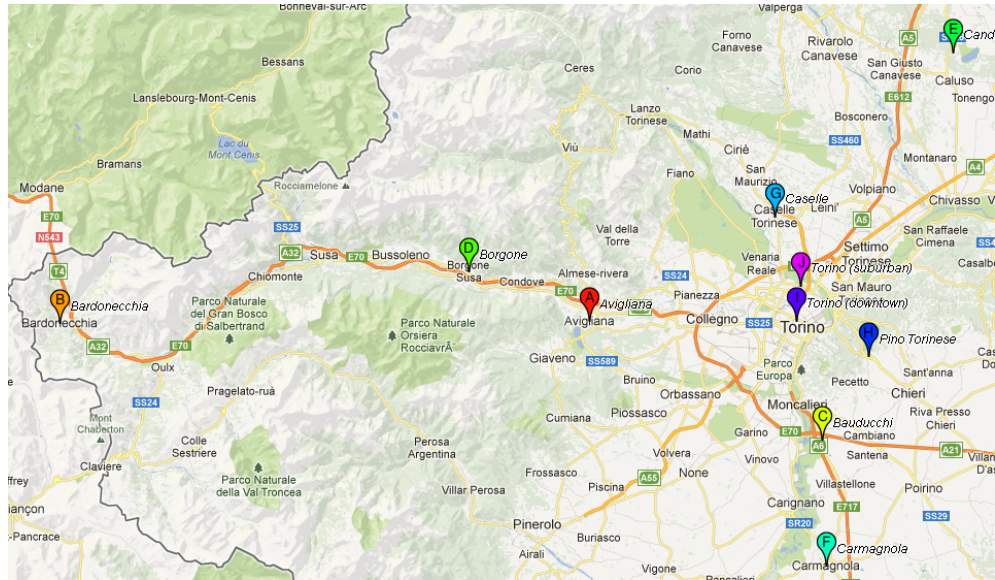 Bonneval-sur-Arc
Valperga
E
Cand
Bessans
Forno
Canavese
Rivarolo
Canavese
A5
San Giusto
Canavese
Caluso
Ceres
Corio
Lanslebourg-Mont-Cenis
E612
Tonengo
Lanzo
Torinese
Bosconero
Mathi
SS460
Lac du
Mont Cenis
Viù
Ciriè
Bramans
Montanaro
Fiano
San
Maurizio
A4
Modane
Rocciamelone
G
Caselle
Volpiano
Leini'
Chivasso
E70
Caselle
Torinese
A5
SS25
Val della
Torre
San Raffaele
Cimena
N543
D
Borgone
Settimo
Torinese
A32
Susa
E70
Bussoleno
Venaria
Reale
J
Torino (suburban)
Casalbo
T4
Chiomonte
Borgone
Susa
Condove
Almese-rivera
SS24
San Mauro
E70
Pianezza
B
Bardonecchia
Parco Naturale
del Gran Bosco
di Salbertrand
A
Avigliana
I
Torino (downtown)
Bardonecchia
Parco Naturale
Orsiera
RocciavrÃ
Avigliana
Collegno
SS25
Torino
H
Pino Torinese
A32
E70
Oulx
Giaveno
SS589
Parco
Europa
Sant'anna
Pragelato-ruà
Bruno
Pecetto
Chieri
SS24
Orbassano
Moncalieri
Mont
Chaberton
Cumiana
Piossasco
C
Bauducchi
Riva Presso
Chieri
Colle
Sestriere
Perosa
Argentina
Garino
E70
A6
Cambiano
A21
Volvera
Santena
Claviere
Vinovo
Parco Naturale
della Val Troncea
Frossasco
None
Villastellone
Piscina
A55
Poirino
Villar Perosa
Carignano
E717
SS29
Pinerolo
SR20
Buriasco
F
Carmagnola
Airali
Carmagnola
Vigone